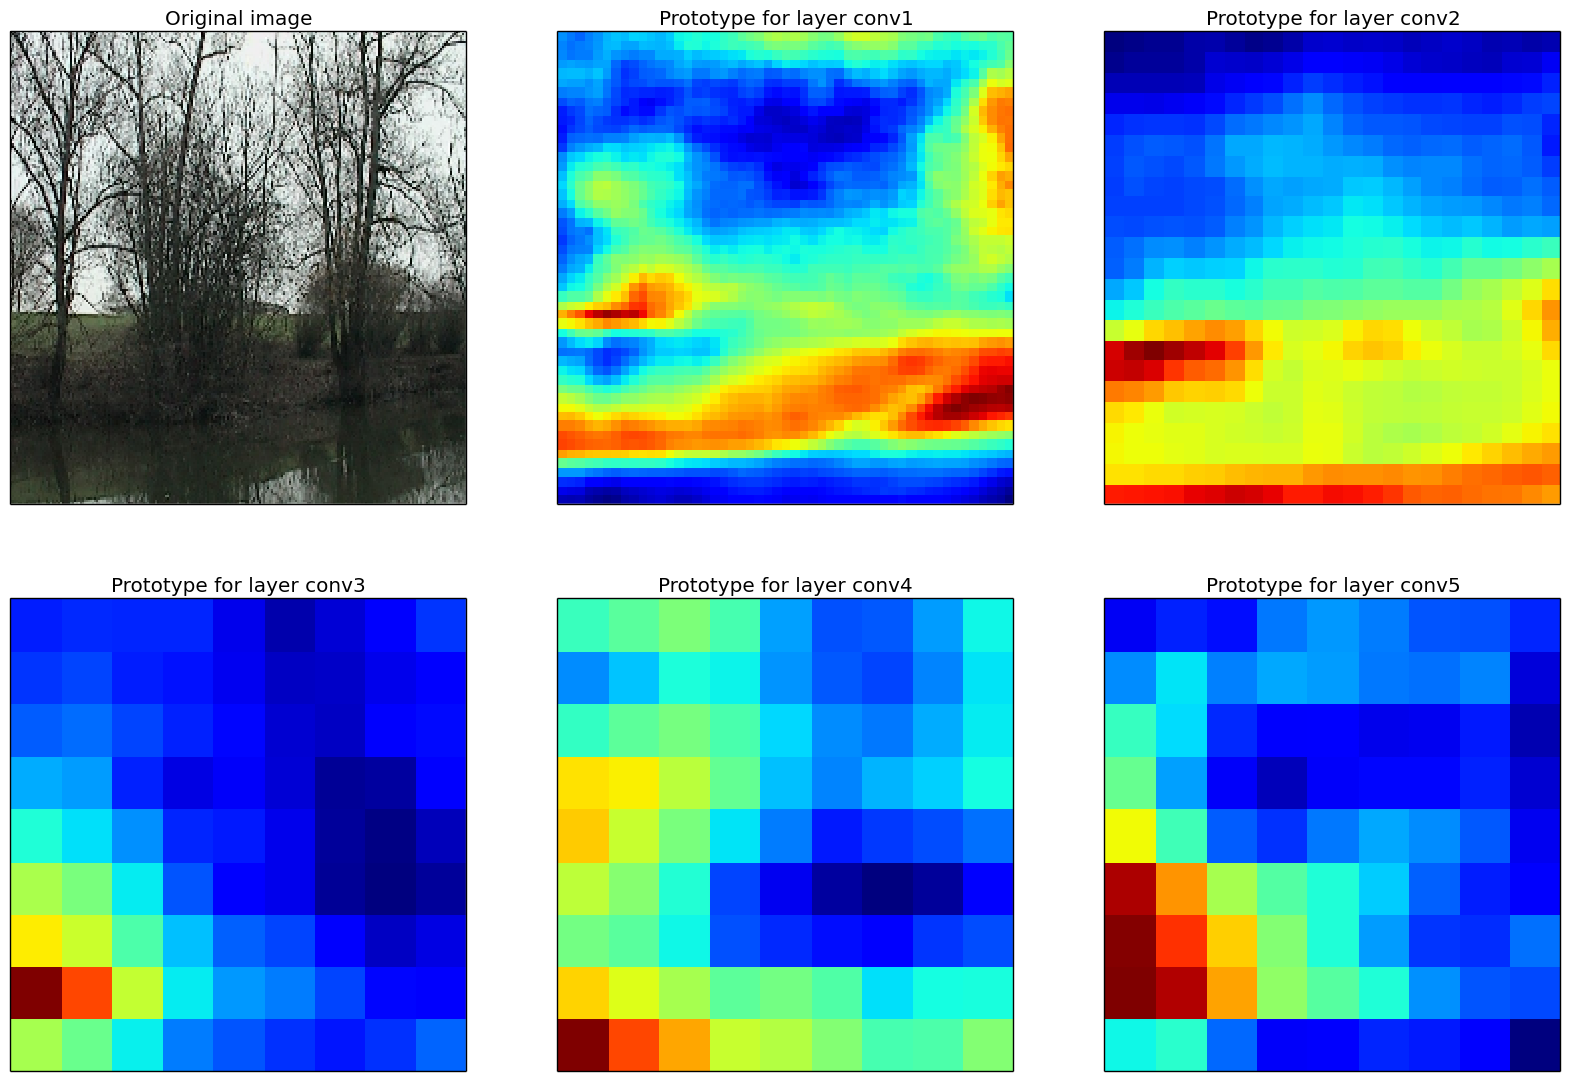 Original image
Prototype for layer conv1
Prototype for layer conv2
Prototype for layer conv3
Prototype for layer conv4
Prototype for layer conv5